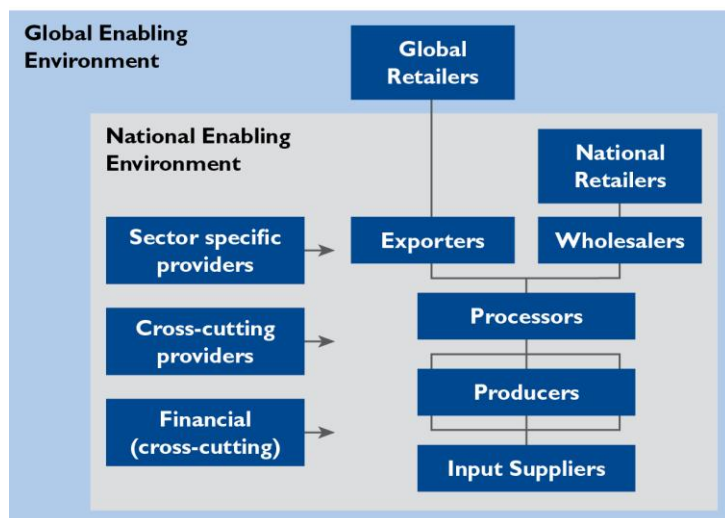 Global Enabling
Environment
Global
Retailers
National Enabling
Environment
National
Retailers
Sector specific
providers
Exporters
Wholesalers
Cross-cutting
providers
Processors
Producers
Financial
(cross-cutting)
Input Suppliers